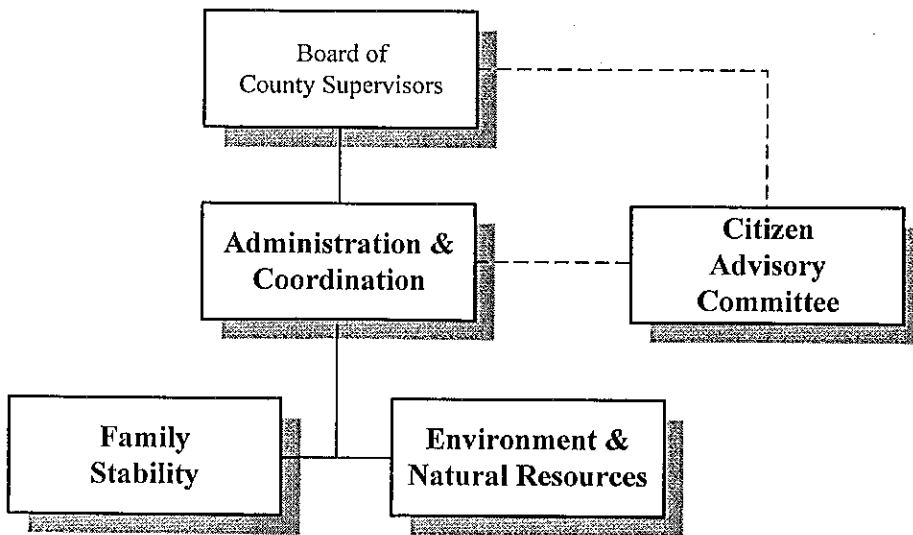 Board of
County Supervisors
Administration &
Coordination
Citizen
Advisory
Committee
Family
Stability
Environment &
Natural Resources